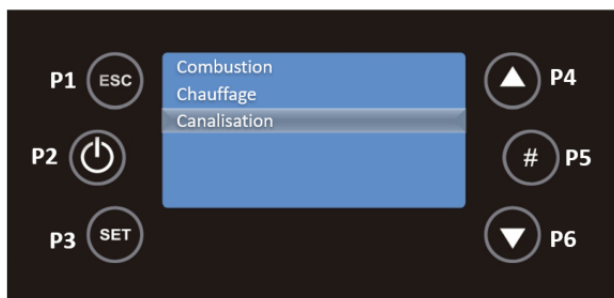 P1 ESC
Combustion
Chauffage
Canalisation
P4
P2
# P5
P3 SET
P6